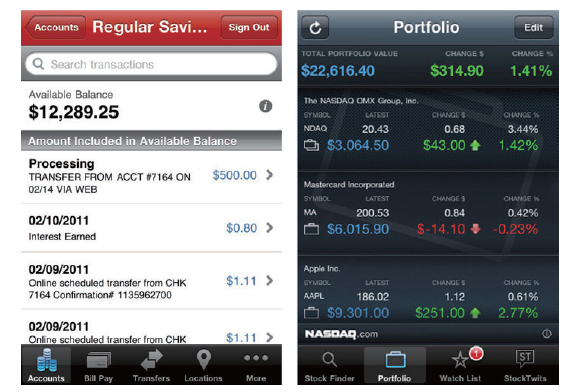 Accounts
Regular Savi...
Sign Out
Search transactions
Available Balance
$12,289.25
Amount Included in Available Balance
Processing
TRANSFER FROM ACCT #7164 ON
02/14 VIA WEB
$500.00
02/10/2011
Interest Earned
$0.80
02/09/2011
Online scheduled transfer from CHK
7164 Confirmation# 1135962700
$1.11
02/09/2011
Online scheduled transfer from CHK
$1.11
Accounts
Bill Pay
Transfers
Locations
More
Portfolio
Edit
TOTAL PORTFOLIO VALUE CHANGE $ CHANGE %
$22,616.40 $314.90 1.41%
The NASDAQ OMX Group, Inc.
SYMBOL LATEST CHANGE $ CHANGE %
NDAQ 20.43 0.68 3.44%
$3,064.50 $43.00 1.42%
Mastercard Incorporated
SYMBOL LATEST CHANGE $ CHANGE %
MA 200.53 0.84 0.42%
$6,015.90 $-14.10 -0.23%
Apple Inc.
SYMBOL LATEST CHANGE $ CHANGE %
AAPL 186.02 1.12 0.61%
$9,301.00 $251.00 2.77%
NASDAQ.com
1
ST
Stock Finder
Portfolio
Watch List
StockTwits